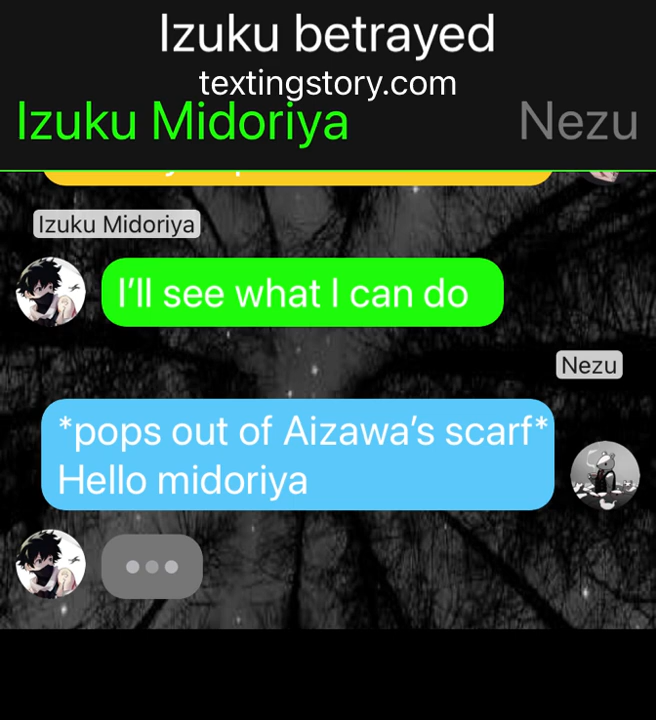 Izuku betrayed
textingstory.com
Izuku Midoriya
Nezu
Izuku Midoriya
I’ll see what I can do
Nezu
*pops out of Aizawa’s scarf*
Hello midoriya